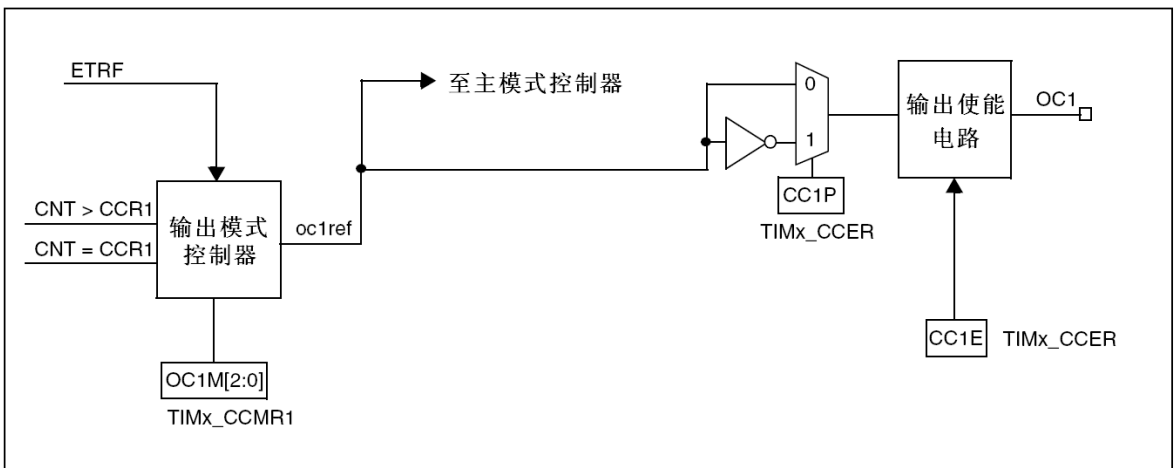 ETRF
至主模式控制器
0
1
输出使能
电路
OC1
CNT > CCR1
CNT = CCR1
输出模式
控制器
oc1ref
CC1P
TIMx_CCER
CC1E
TIMx_CCER
OC1M[2:0]
TIMx_CCMR1